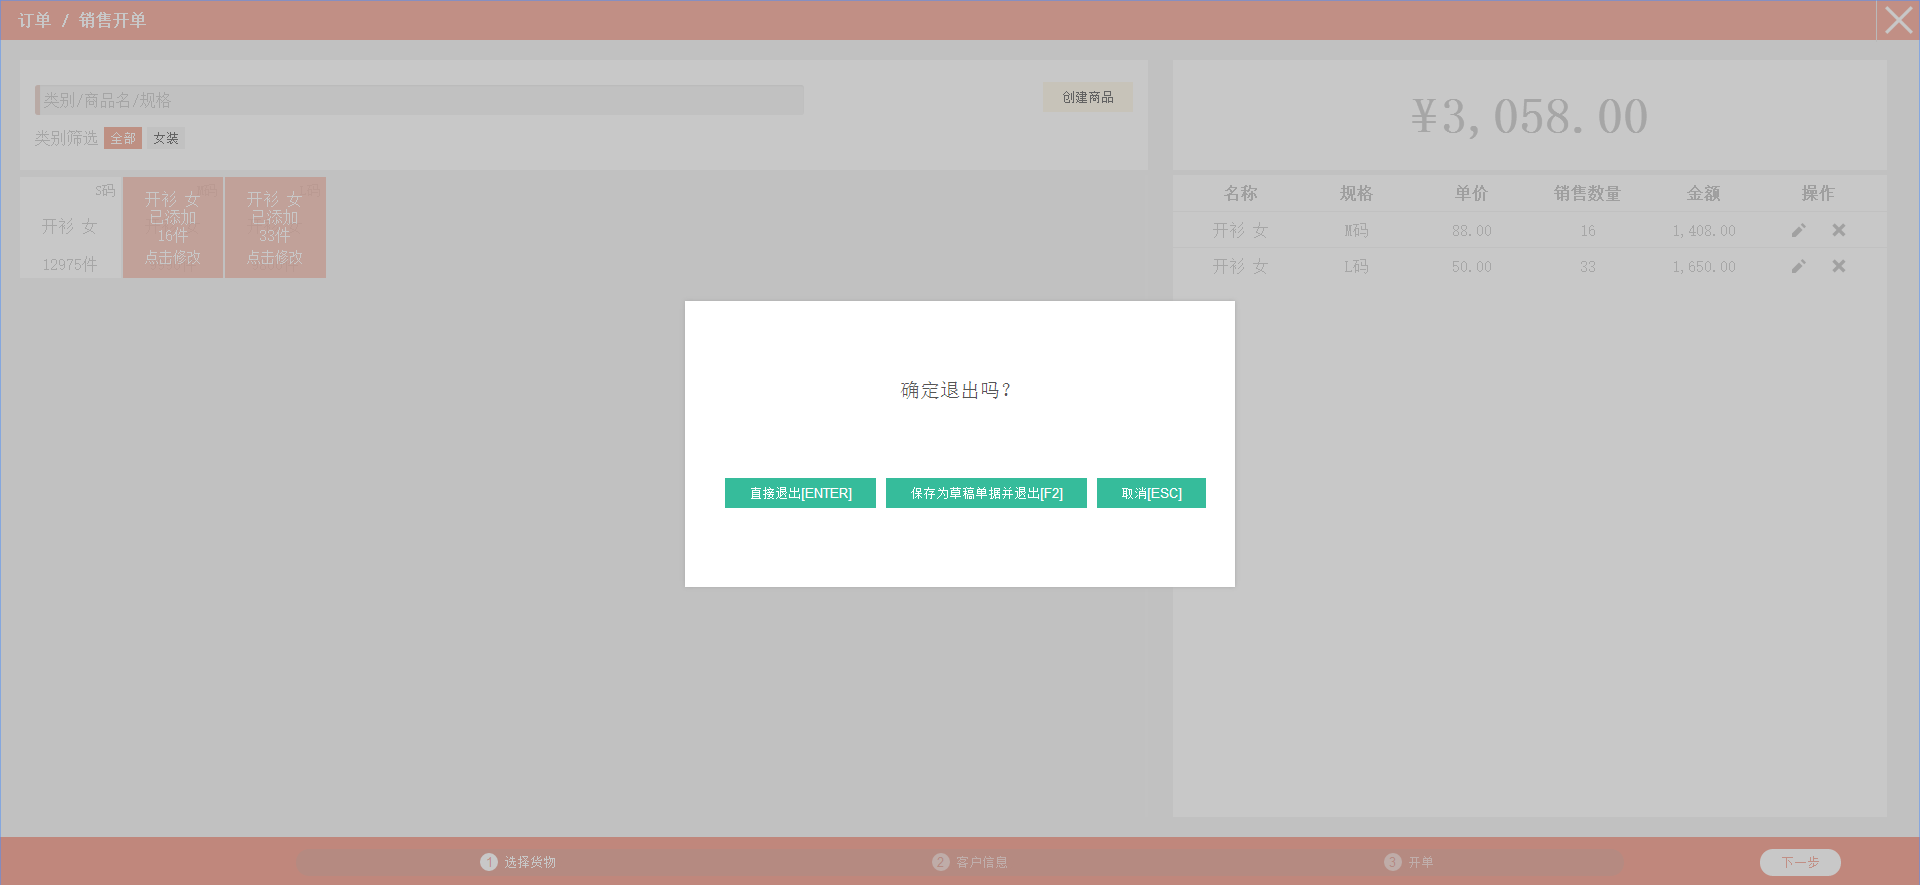 订单 / 销售开单
类别/商品名/规格
创建商品
类别筛选 全部 女装
¥3,058.00
S码
开衫 女
12975件
开衫 女
已添加
16件
点击修改
开衫 女
已添加
33件
点击修改
名称 规格 单价 销售数量 金额 操作
开衫 女 M码 88.00 16 1,408.00
开衫 女 L码 50.00 33 1,650.00
确定退出吗？
直接退出[ENTER] 保存为草稿单据并退出[F2] 取消[ESC]
1 选择货物 2 客户信息 3 开单 下一步